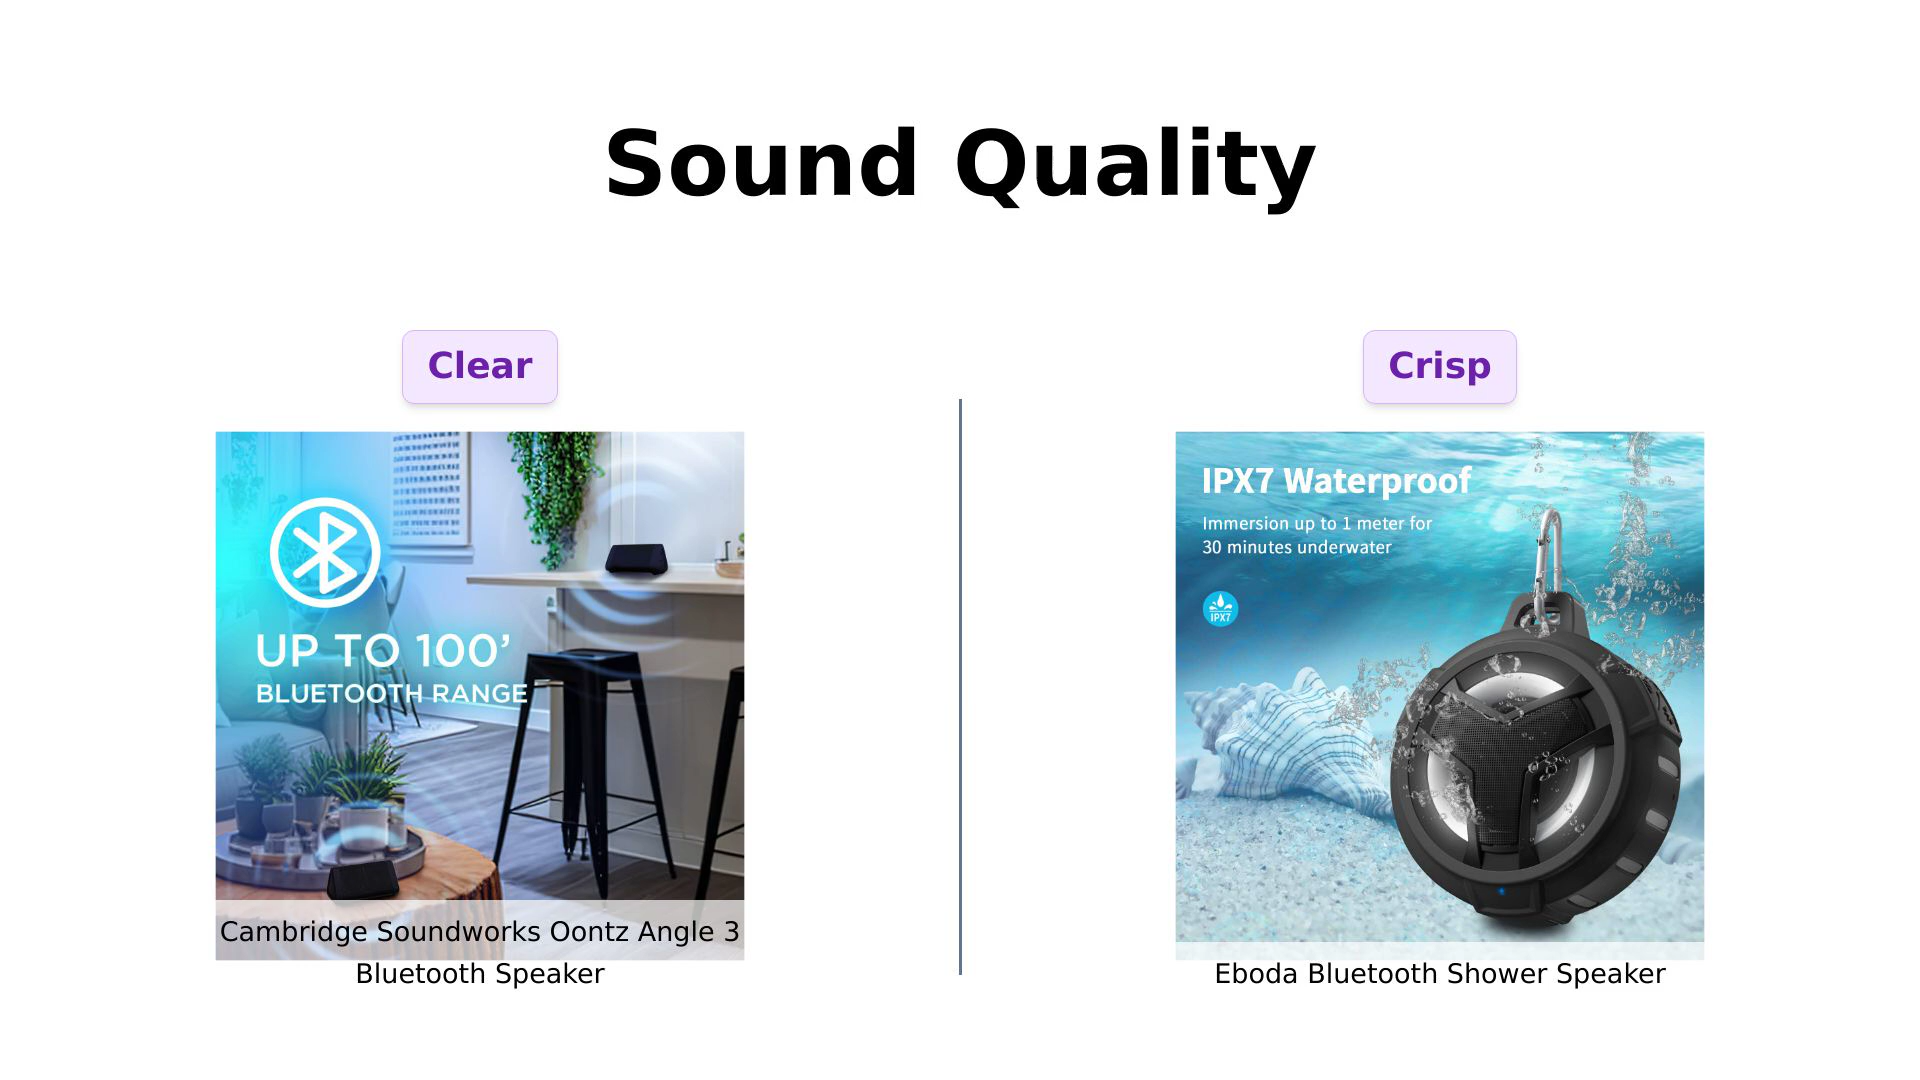 Sound Quality
Clear
UP TO 100’
BLUETOOTH RANGE
Cambridge Soundworks Oontz Angle 3
Bluetooth Speaker
Crisp
IPX7 Waterproof
Immersion up to 1 meter for
30 minutes underwater
IPX7
Eboda Bluetooth Shower Speaker